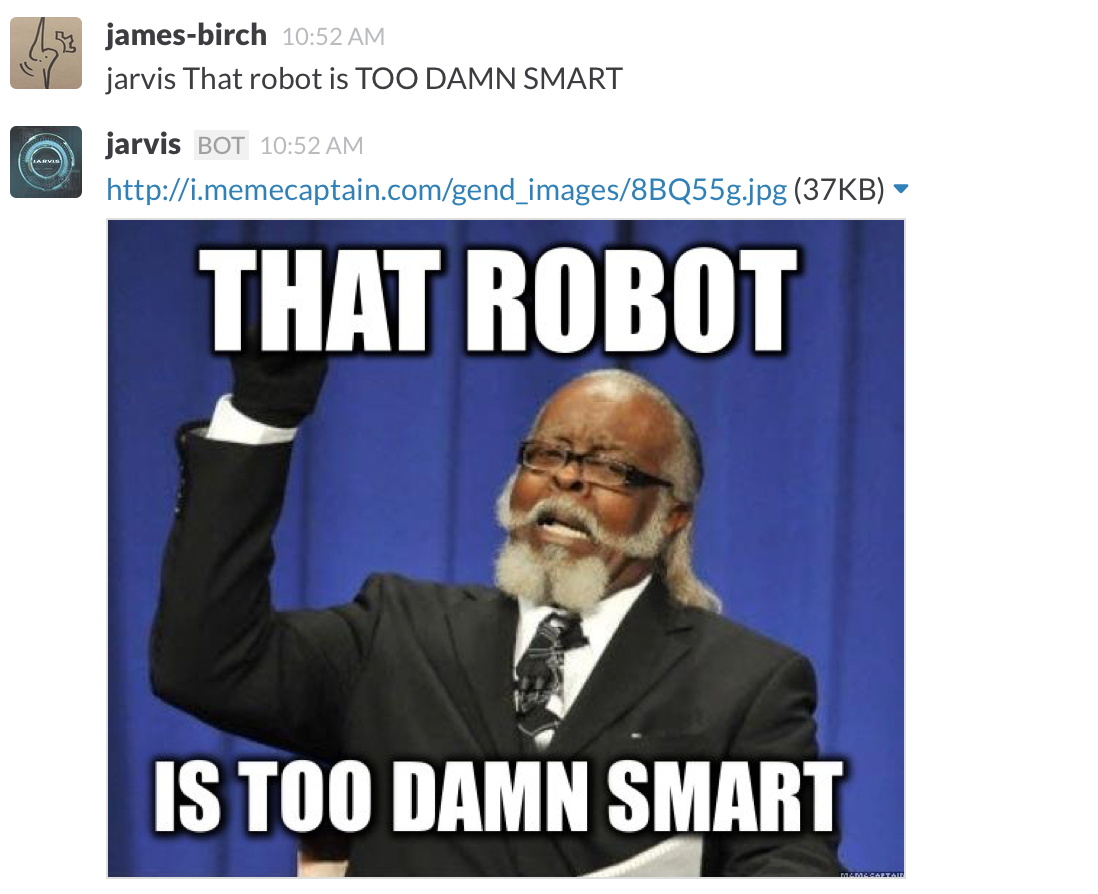 james-birch 10:52 AM
jarvis That robot is TOO DAMN SMART
JARVIS
jarvis BOT 10:52 AM
http://i.memecaptain.com/gend_images/8BQ55g.jpg (37KB)
THAT ROBOT
IS TOO DAMN SMART
MEMECAPTAIN